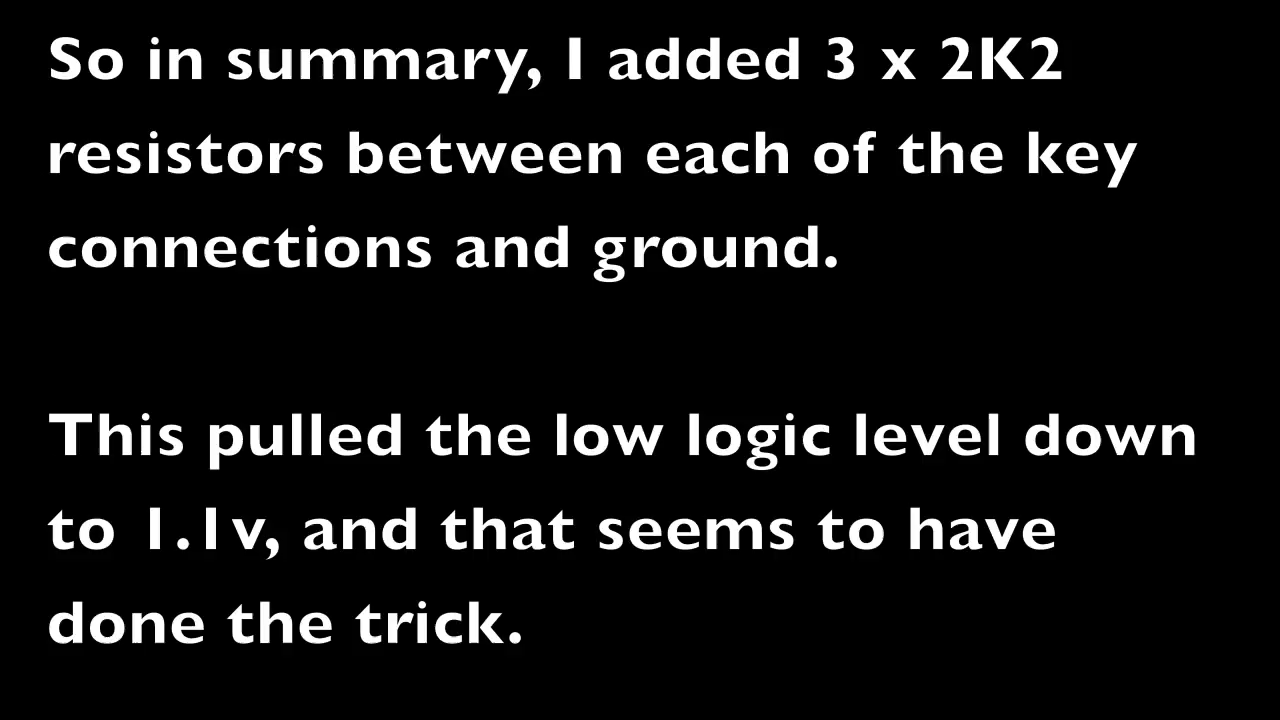 So in summary, I added 3 x 2K2
resistors between each of the key
connections and ground.
This pulled the low logic level down
to 1.1v, and that seems to have
done the trick.